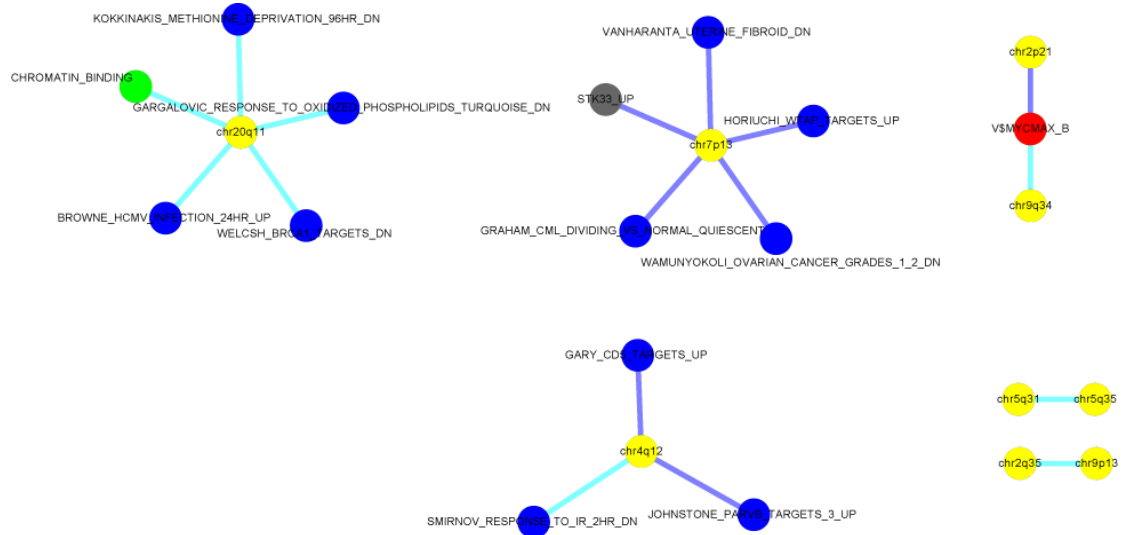 KOKKINAKIS_METHIONINE_DEPRIVATION_96HR_DN
CHROMATIN_BINDING
GARGALOVIC_RESPONSE_TO_OXIDIZED_PHOSPHOLIPIDS_TURQUOISE_DN
chr20q11
BROWNE_HCMV_INFECTION_24HR_UP
WELCSH_BRCA1_TARGETS_DN
VANHARANTA_UTERINE_FIBROID_DN
STK33_UP
HORIUCHI_WTAP_TARGETS_UP
chr7p13
GRAHAM_CML_DIVIDING_VS_NORMAL_QUIESCENT
WAMUNYOKOLI_OVARIAN_CANCER_GRADES_1_2_DN
chr2p21
V$MYCMAX_B
chr9q34
GARY_CD5_TARGETS_UP
chr4q12
SMIRNOV_RESPONSE_TO_IR_2HR_DN
JOHNSTONE_PARVB_TARGETS_3_UP
chr5q31 chr5q35
chr2q35 chr9p13